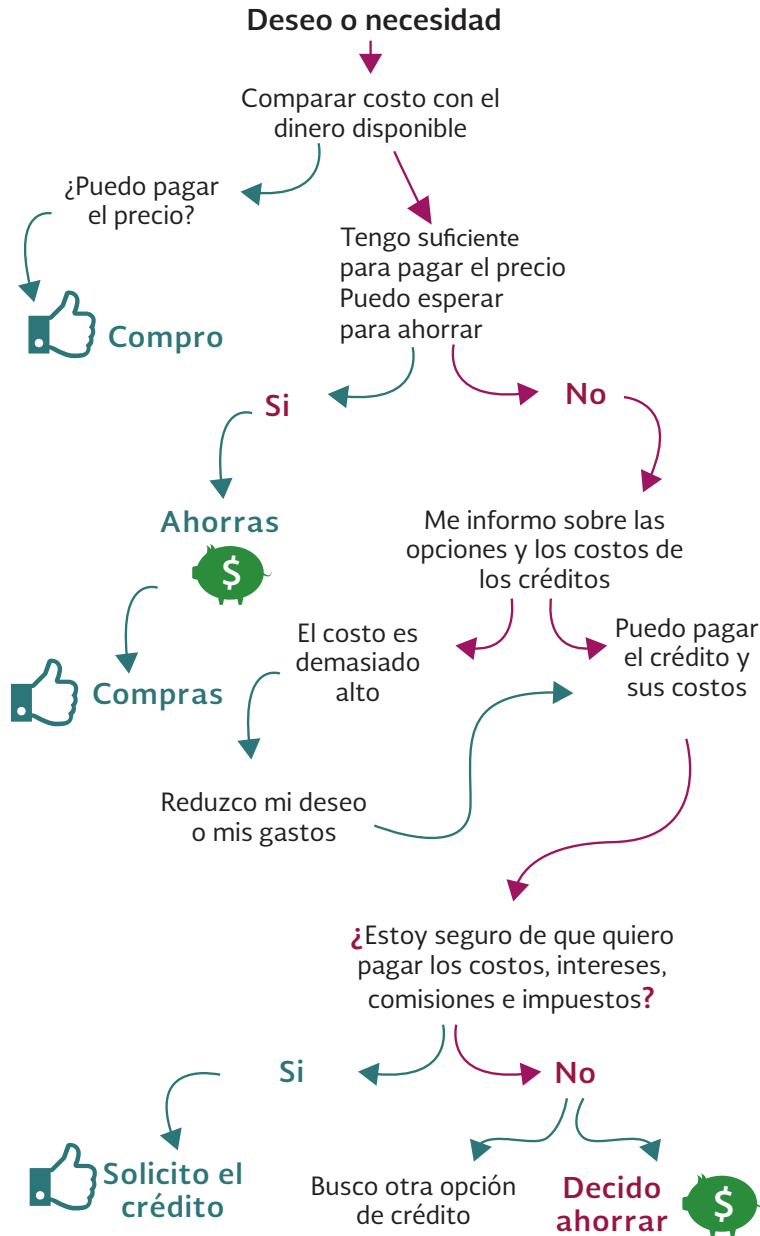 Deseo o necesidad
Comparar costo con el
dinero disponible
¿Puedo pagar
el precio?
Compro
Tengo suficiente
para pagar el precio
Puedo esperar
para ahorrar
Si
No
Ahorras
$
Compras
Me informo sobre las
opciones y los costos de
los créditos
El costo es
demasiado
alto
Puedo pagar
el crédito y
sus costos
Reduzco mi deseo
o mis gastos
¿Estoy seguro de que quiero
pagar los costos, intereses,
comisiones e impuestos?
Si
No
Solicito el
crédito
Busco otra opción
de crédito
Decido
ahorrar
$